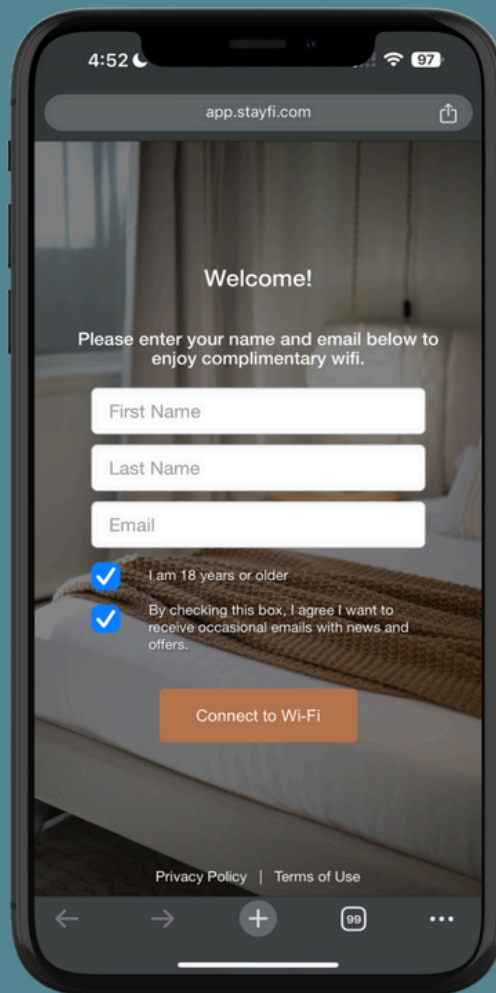 4:52
97
app.stayfi.com
Welcome!
Please enter your name and email below to
enjoy complimentary wifi.
First Name
Last Name
Email
I am 18 years or older
By checking this box, I agree I want to
receive occasional emails with news and
offers.
Connect to Wi-Fi
Privacy Policy | Terms of Use
99